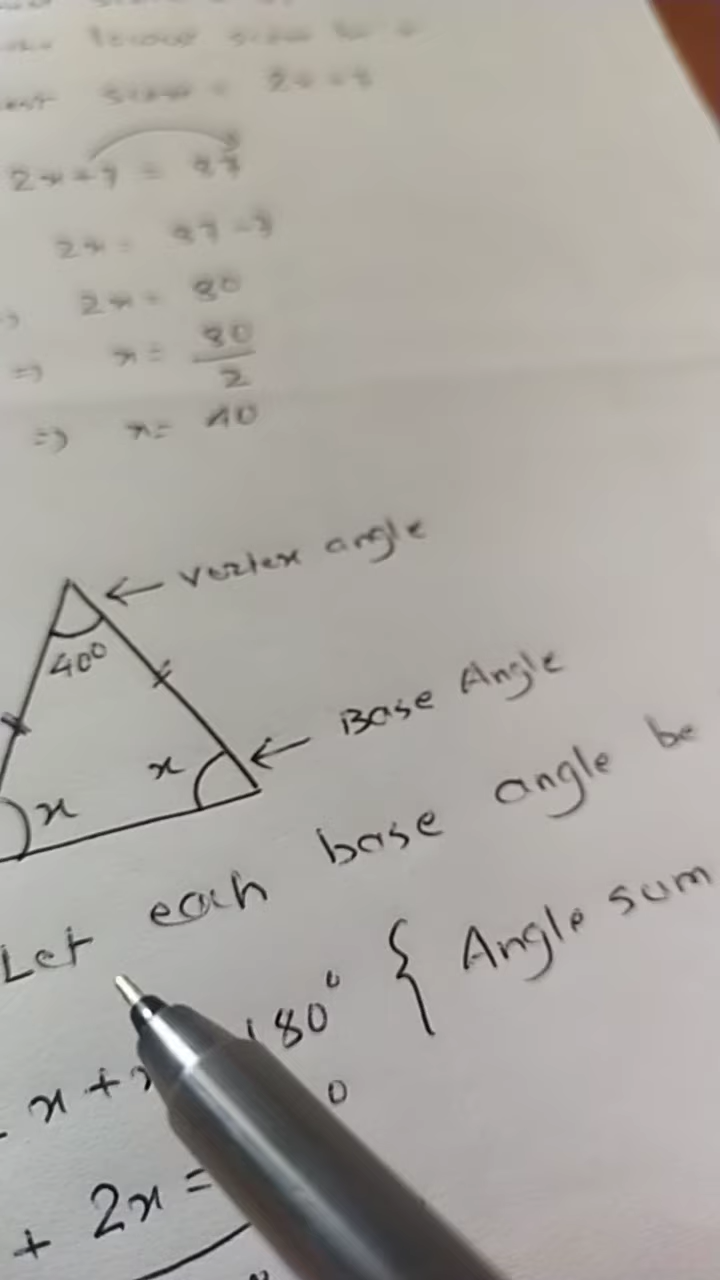 2x + 7 = 87
2x = 87 - 7
2x = 80
=> x = 80
2
=> x = 40
← Vertex angle
40°
x
← Base Angle
x
Let each base angle be
x + 180° { Angle sum
0
+ 2x =